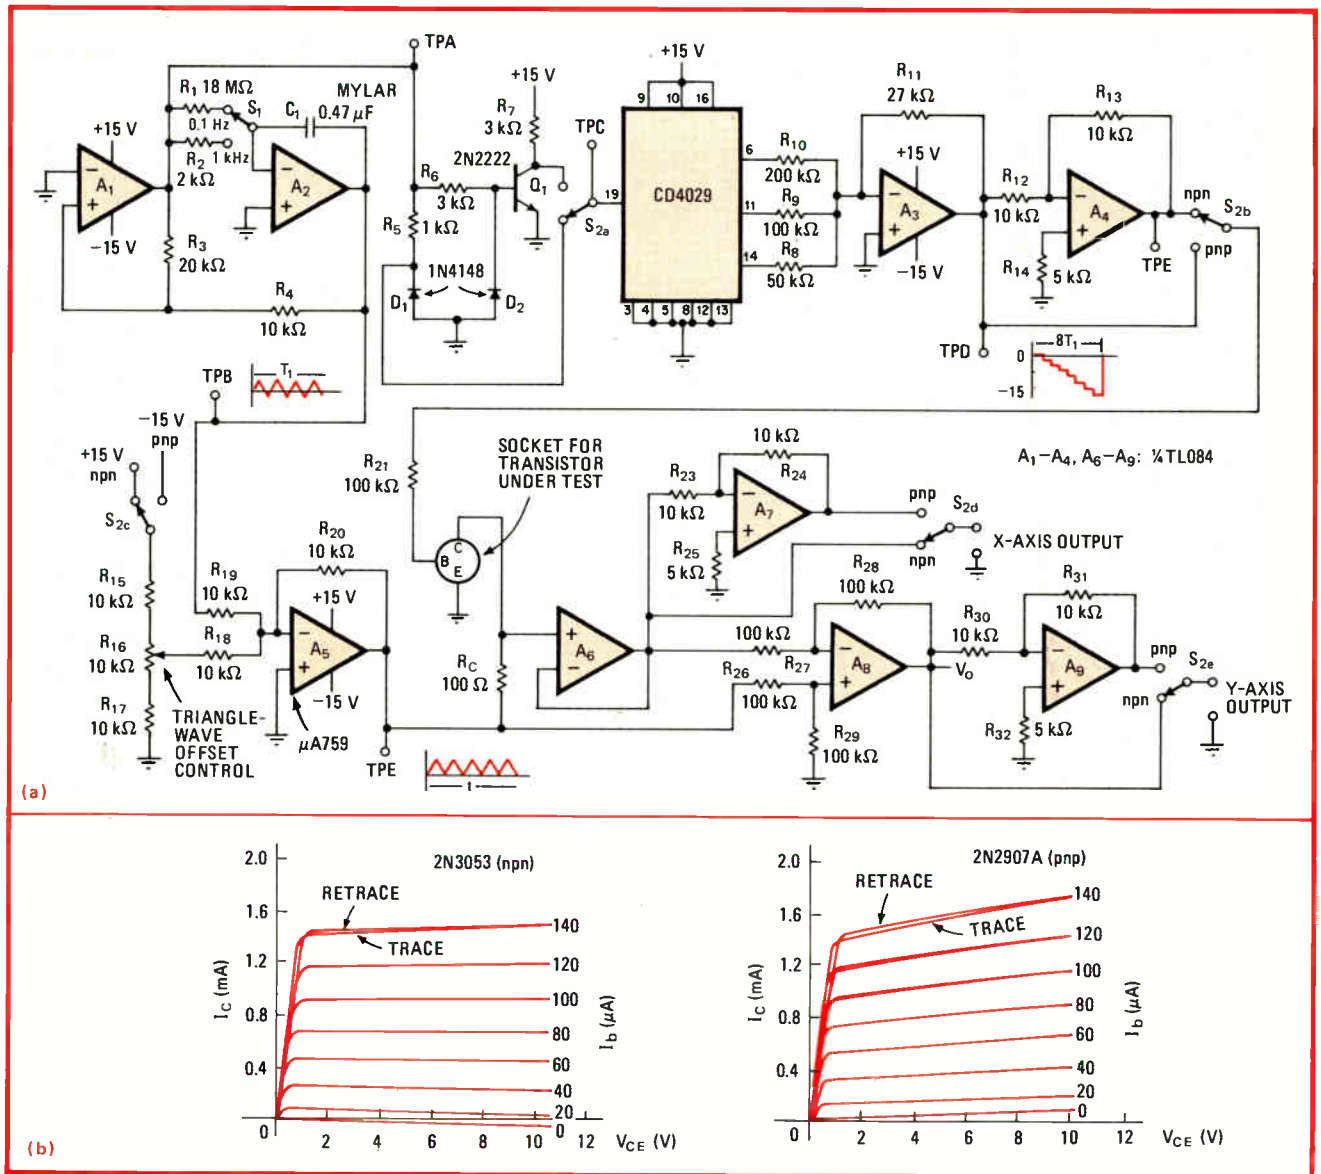 TPA
+15 V
R1 18 MΩ
0.1 Hz
S1
C1
MYLAR
0.47 µF
R2
2 kΩ
1 kHz
+15 V
A1
−15 V
A2
R3
20 kΩ
R4
10 kΩ
R6
3 kΩ
R5
1 kΩ
1N4148
D1
D2
+15 V
R7
3 kΩ
2N2222
Q1
TPC
S2a
19
+15 V
9
10
16
CD4029
6
11
14
3
4
5
8
12
13
R10
200 kΩ
R9
100 kΩ
R8
50 kΩ
R11
27 kΩ
+15 V
A3
−15 V
R12
10 kΩ
R13
10 kΩ
A4
R14
5 kΩ
TPE
npn
S2b
pnp
TPD
8T1
0
−15
TPB
T1
−15 V
pnp
+15 V
npn
S2c
R15
10 kΩ
R16
10 kΩ
R17
10 kΩ
TRIANGLE-
WAVE
OFFSET
CONTROL
R19
10 kΩ
R18
10 kΩ
R20
10 kΩ
+15 V
A5
−15 V
µA759
TPE
t
R21
100 kΩ
SOCKET FOR
TRANSISTOR
UNDER TEST
B
C
E
RC
100 Ω
A6
R23
10 kΩ
10 kΩ
R24
A7
R25
5 kΩ
A1–A4, A6–A9: ¼TL084
pnp
S2d
npn
X-AXIS OUTPUT
R28
100 kΩ
100 kΩ
R27
R26
100 kΩ
A8
R29
100 kΩ
Vo
R30
10 kΩ
R31
10 kΩ
A9
R32
5 kΩ
pnp
S2e
npn
Y-AXIS
OUTPUT
(a)
2N3053 (npn)
RETRACE
TRACE
IC (mA)
2.0
1.6
1.2
0.8
0.4
0
2
4
6
8
10
12
VCE (V)
140
120
100
80
60
40
20
0
Ib (µA)
2N2907A (pnp)
RETRACE
TRACE
IC (mA)
2.0
1.6
1.2
0.8
0.4
0
2
4
6
8
10
12
VCE (V)
140
120
100
80
60
40
20
0
Ib (µA)
(b)